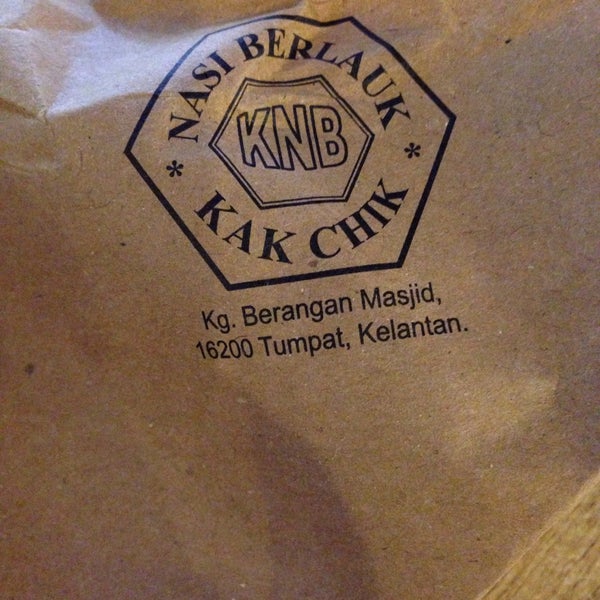 * NASI BERLAUK *
KNB
KAK CHIK
Kg. Berangan Masjid,
16200 Tumpat, Kelantan.